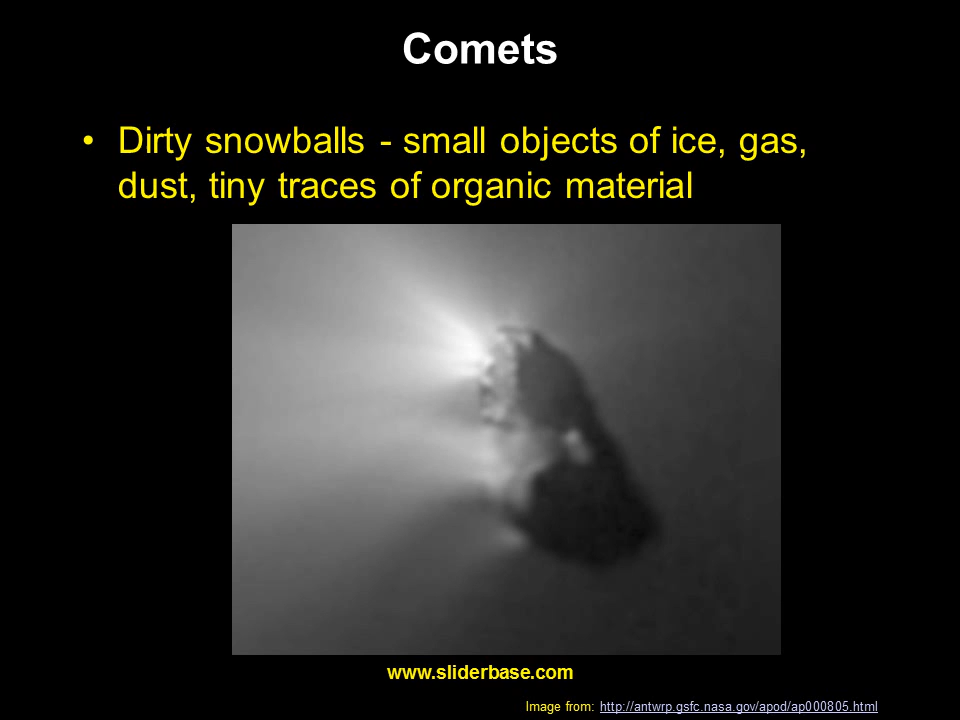 Comets
• Dirty snowballs - small objects of ice, gas,
dust, tiny traces of organic material
www.sliderbase.com
Image from: http://antwrp.gsfc.nasa.gov/apod/ap000805.html